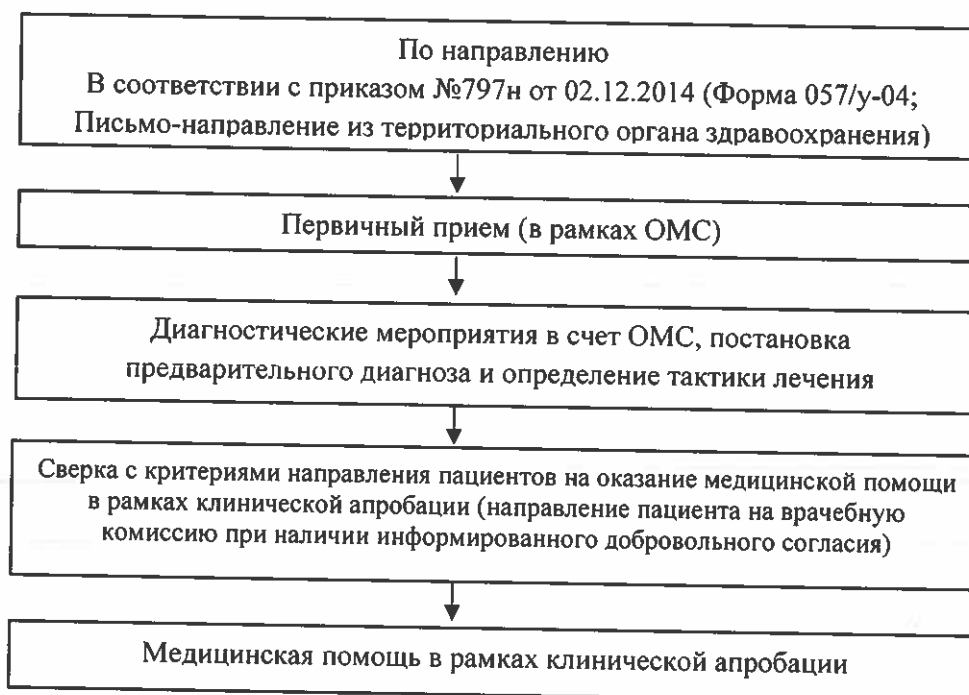 По направлению
В соответствии с приказом №797н от 02.12.2014 (Форма 057/у-04;
Письмо-направление из территориального органа здравоохранения)
Первичный прием (в рамках ОМС)
Диагностические мероприятия в счет ОМС, постановка
предварительного диагноза и определение тактики лечения
Сверка с критериями направления пациентов на оказание медицинской помощи
в рамках клинической апробации (направление пациента на врачебную
комиссию при наличии информированного добровольного согласия)
Медицинская помощь в рамках клинической апробации